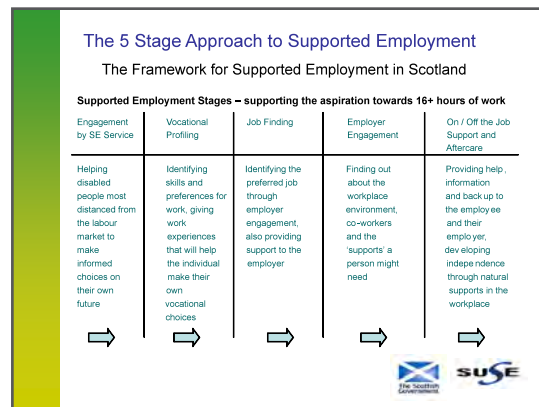 The 5 Stage Approach to Supported Employment
The Framework for Supported Employment in Scotland
Supported Employment Stages – supporting the aspiration towards 16+ hours of work
Engagement
by SE Service
Vocational
Profiling
Job Finding
Employer
Engagement
On / Off the Job
Support and
Aftercare
Helping
disabled
people most
distanced from
the labour
market to
make
informed
choices on
their own
future
Identifying
skills and
preferences for
work, giving
work
experiences
that will help
the individual
make their
own
vocational
choices
Identifying the
preferred job
through
employer
engagement,
also providing
support to the
employer
Finding out
about the
workplace
environment,
co-workers
and the
'supports' a
person might
need
Providing help,
information
and back up to
the employee
and their
employer,
developing
independence
through natural
supports in the
workplace
The Scottish
Government
SUSE